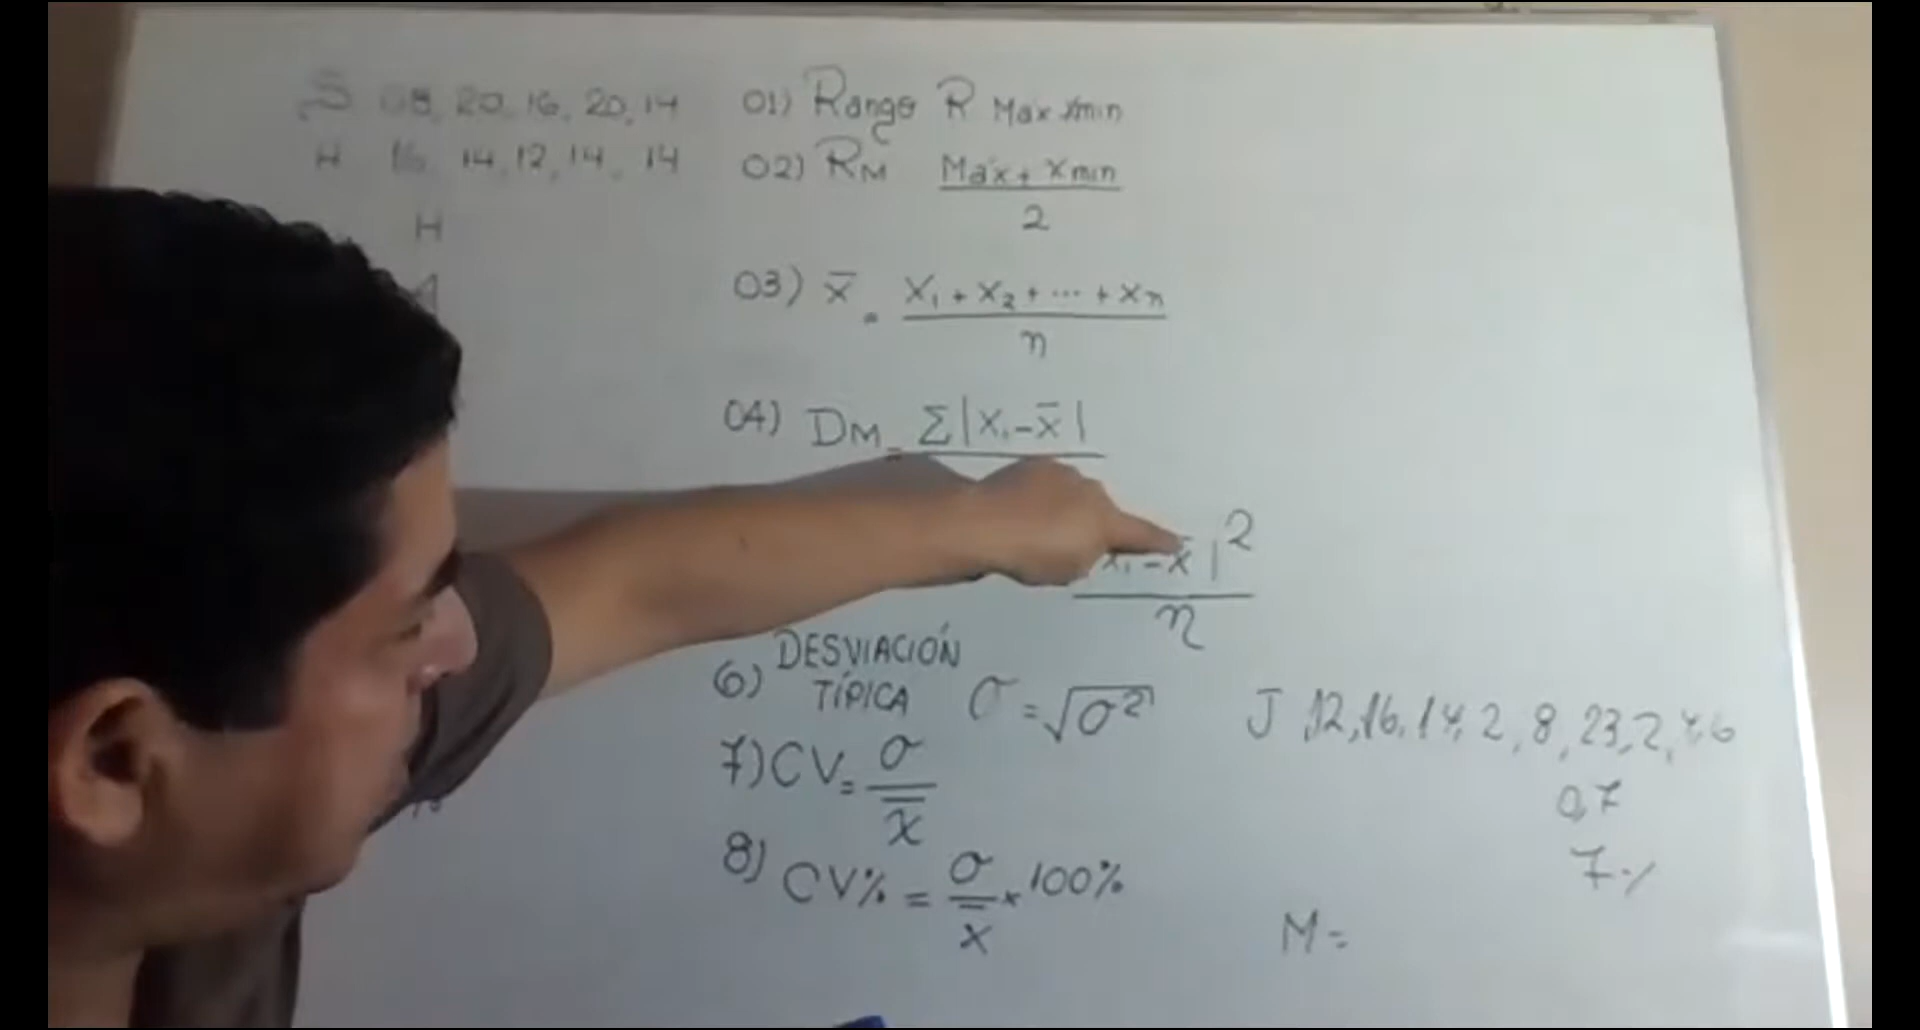 S 08, 20, 16, 20, 14
H 16, 14, 12, 14, 14
H
01) Rango R Max xmin
02) RM Max + xmin
2
03) x̄ = X₁ + X₂ + ... + Xn
n
04) DM = Σ|Xi - x̄|
xi - x̄|²
n
6) DESVIACIÓN TÍPICA σ = √σ²
7) CV = σ
x̄
8) CV% = σ x 100%
x̄
J 12, 16, 14, 2, 8, 23, 2,
0,7
7%
M =